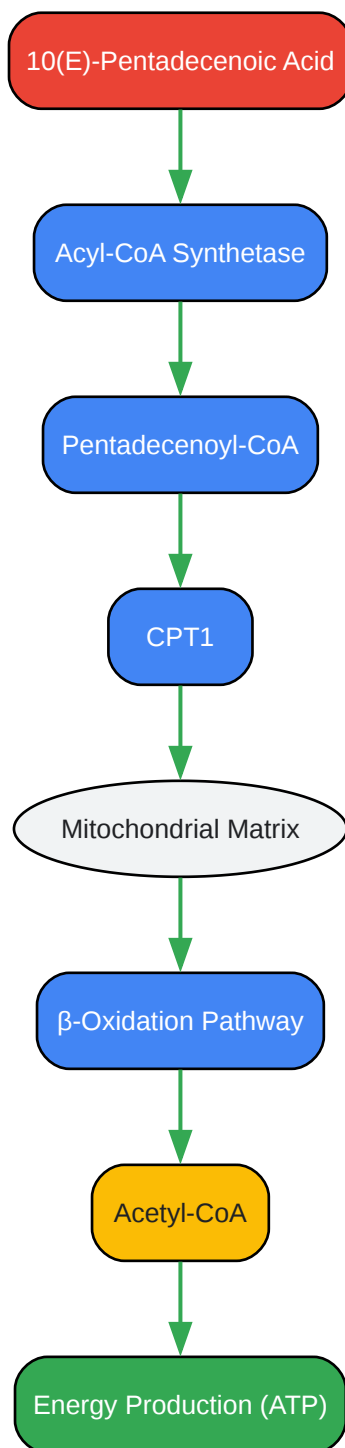 10(E)-Pentadecenoic Acid
Acyl-CoA Synthetase
Pentadecenoyl-CoA
CPT1
Mitochondrial Matrix
β-Oxidation Pathway
Acetyl-CoA
Energy Production (ATP)